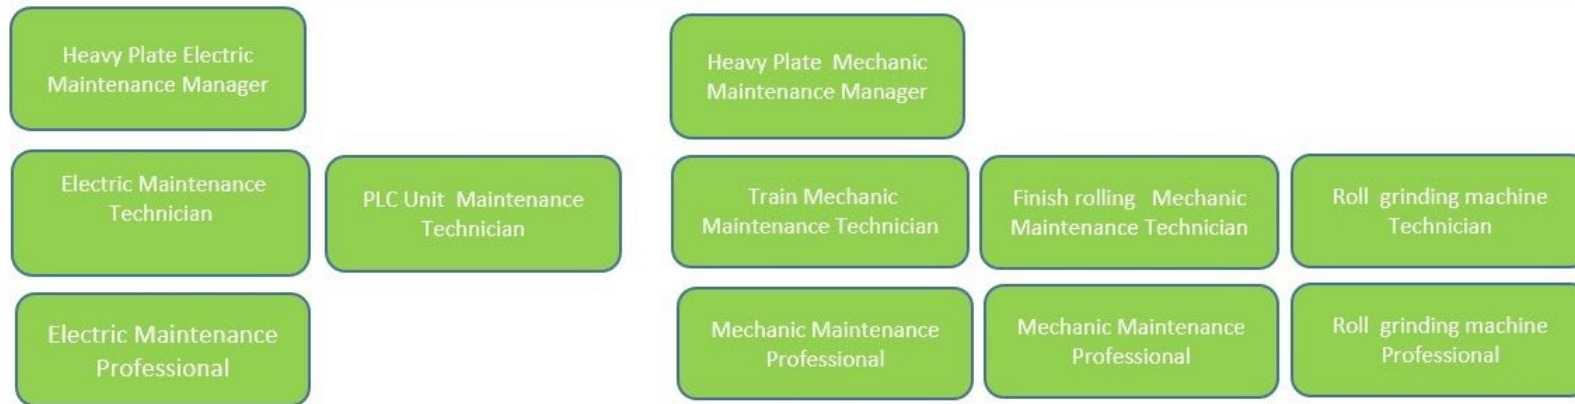 Heavy Plate Electric
Maintenance Manager
Heavy Plate Mechanic
Maintenance Manager
Electric Maintenance
Technician
PLC Unit Maintenance
Technician
Train Mechanic
Maintenance Technician
Finish rolling Mechanic
Maintenance Technician
Roll grinding machine
Technician
Electric Maintenance
Professional
Mechanic Maintenance
Professional
Mechanic Maintenance
Professional
Roll grinding machine
Professional